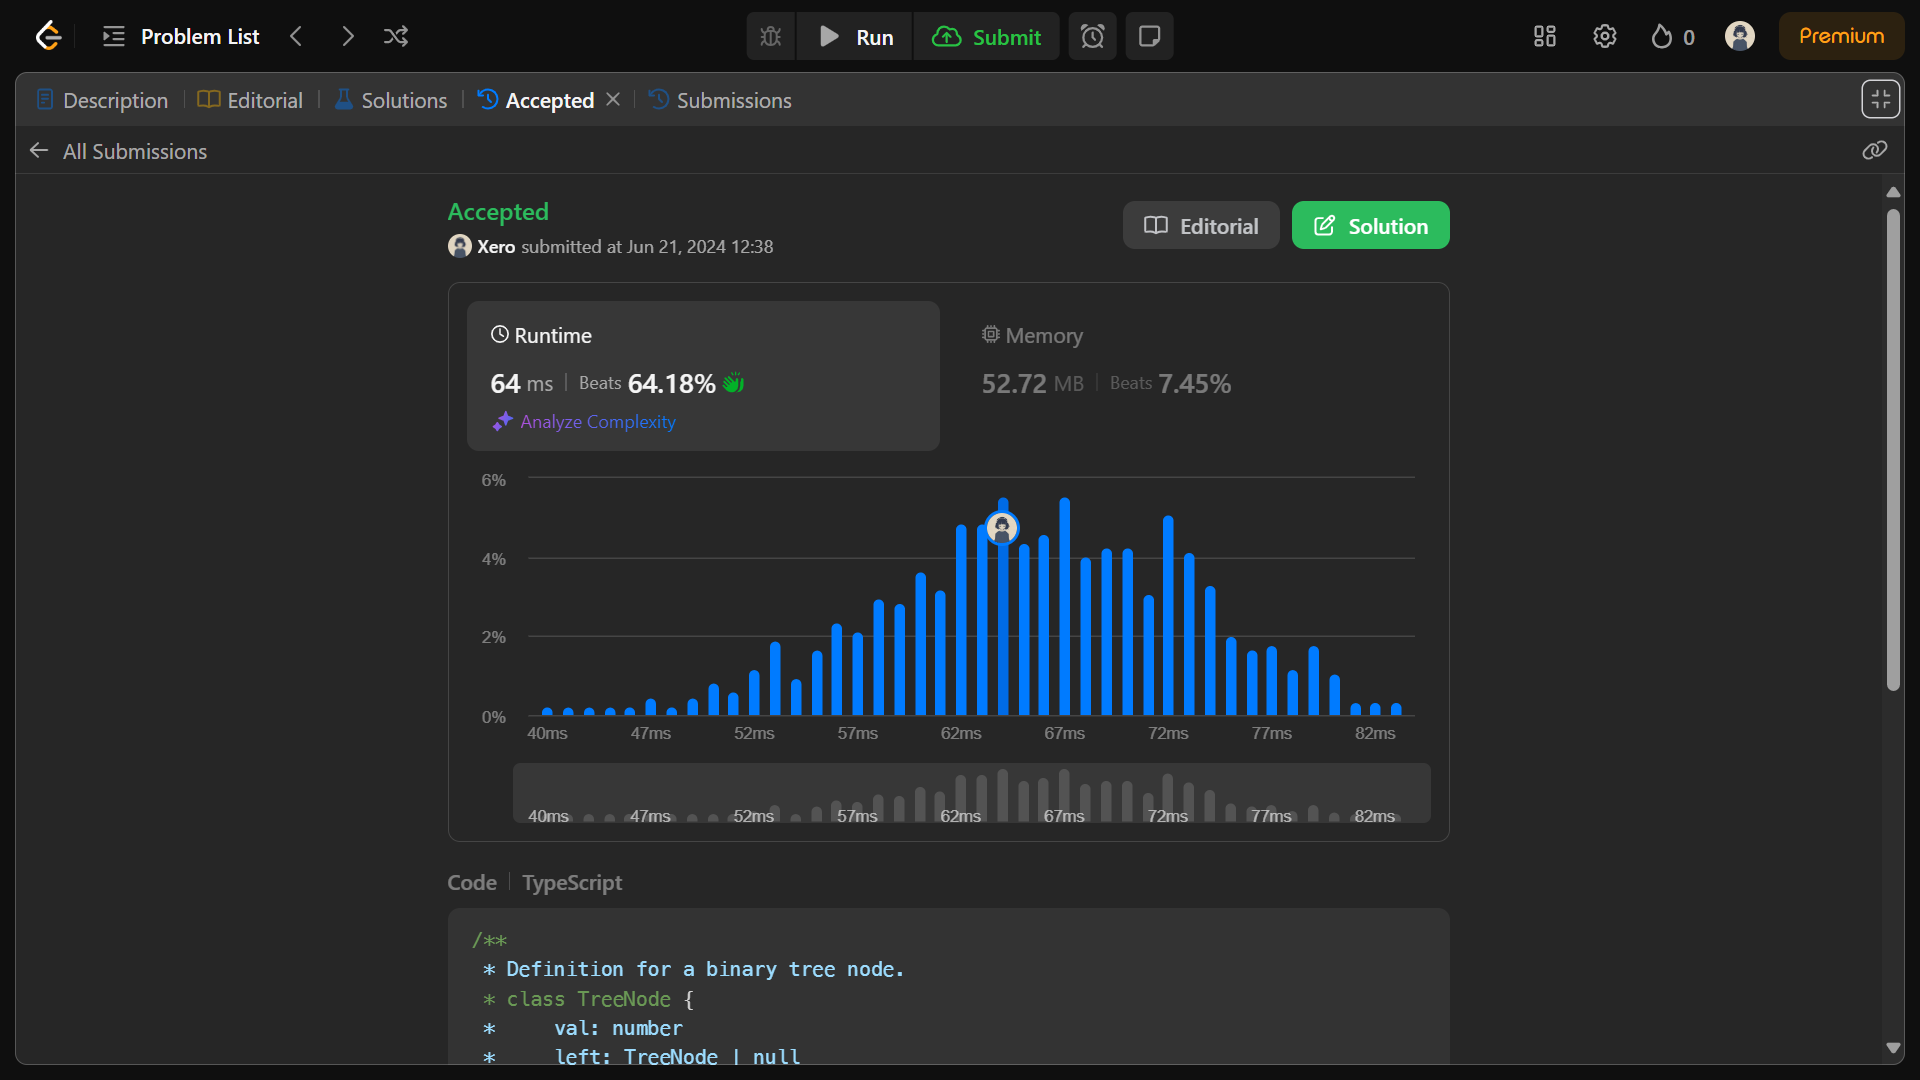 Problem List
Run
Submit
0
Premium
Description
Editorial
Solutions
Accepted
Submissions
All Submissions
Accepted
Xero submitted at Jun 21, 2024 12:38
Editorial
Solution
Runtime
64 ms | Beats 64.18%
Analyze Complexity
Memory
52.72 MB | Beats 7.45%
6%
4%
2%
0%
40ms 47ms 52ms 57ms 62ms 67ms 72ms 77ms 82ms
40ms 47ms 52ms 57ms 62ms 67ms 72ms 77ms 82ms
Code | TypeScript
/**
 * Definition for a binary tree node.
 * class TreeNode {
 *     val: number
 *     left: TreeNode | null